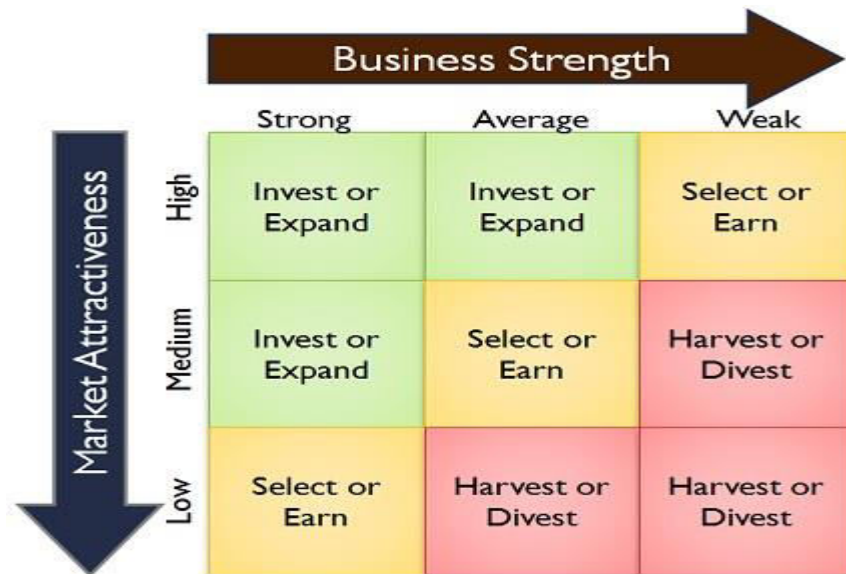 Business Strength
Strong Average Weak
Market Attractiveness
High
Invest or
Expand
Invest or
Expand
Select or
Earn
Medium
Invest or
Expand
Select or
Earn
Harvest or
Divest
Low
Select or
Earn
Harvest or
Divest
Harvest or
Divest